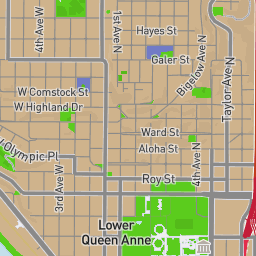 4th Ave W
1st Ave N
Hayes St
Galer St
Bigelow Ave N
Taylor Ave N
W Comstock St
W Highland Dr
Ward St
Aloha St
Olympic Pl
3rd Ave W
4th Ave N
Roy St
Lower
Queen Anne